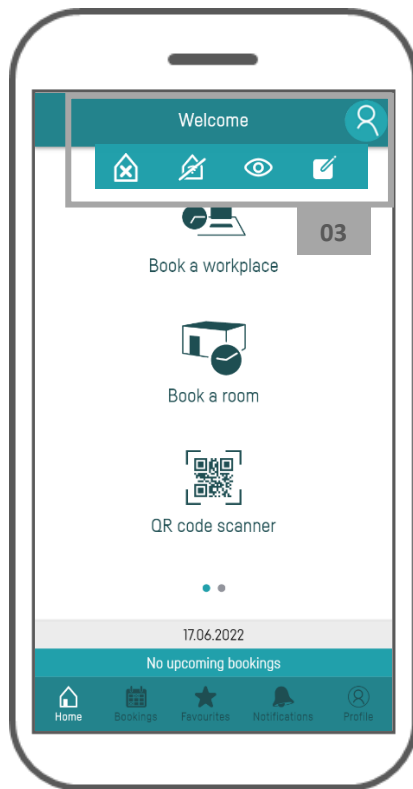 Welcome
03
Book a workplace
Book a room
QR code scanner
17.06.2022
No upcoming bookings
Home Bookings Favourites Notifications Profile